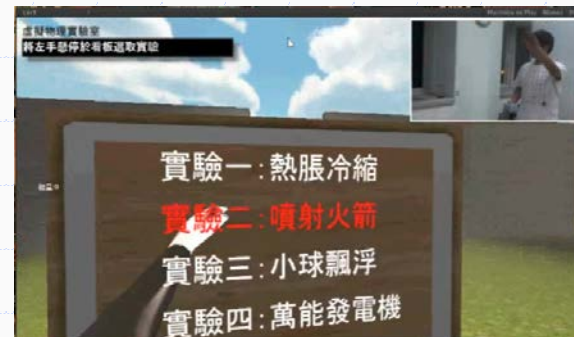 虛擬物理實驗室
將左手懸停於看板選取實驗
實驗一:熱脹冷縮
實驗二:噴射火箭
實驗三:小球飄浮
實驗四:萬能發電機